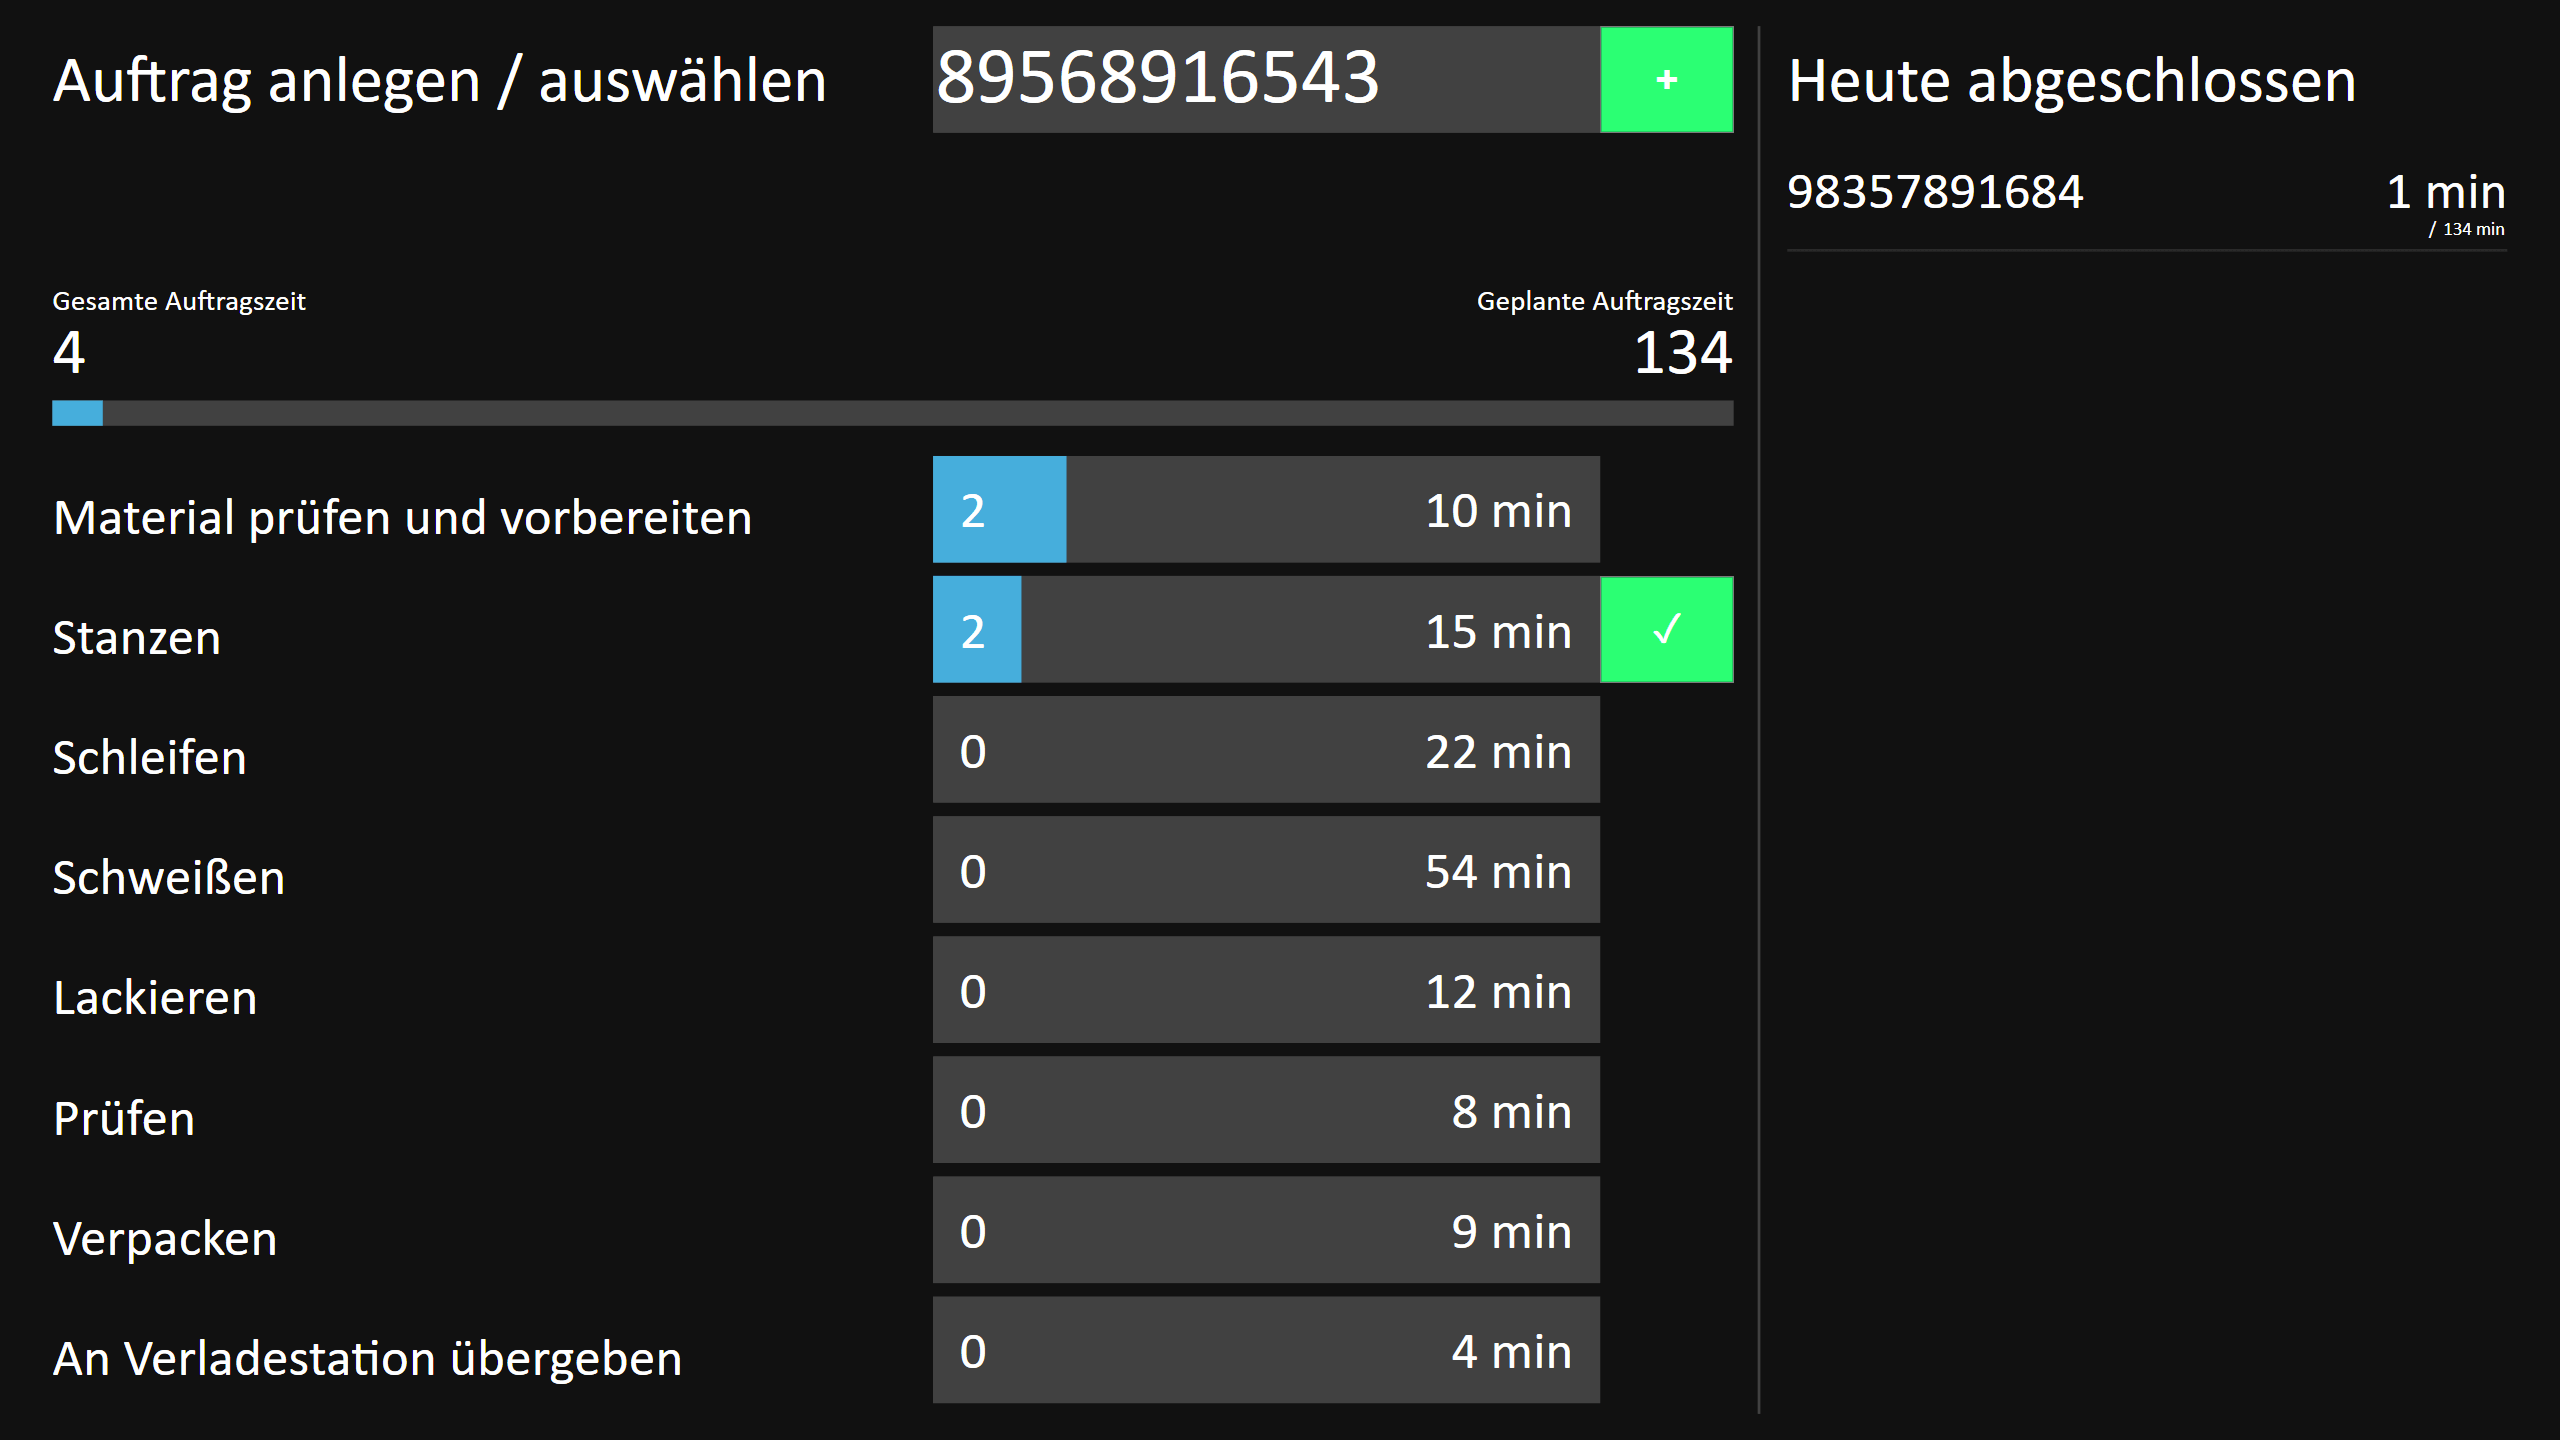 Auftrag anlegen / auswählen
89568916543
+
Gesamte Auftragszeit
4
Geplante Auftragszeit
134
Material prüfen und vorbereiten
2
10 min
Stanzen
2
15 min
✓
Schleifen
0
22 min
Schweißen
0
54 min
Lackieren
0
12 min
Prüfen
0
8 min
Verpacken
0
9 min
An Verladestation übergeben
0
4 min
Heute abgeschlossen
98357891684
1 min
/ 134 min